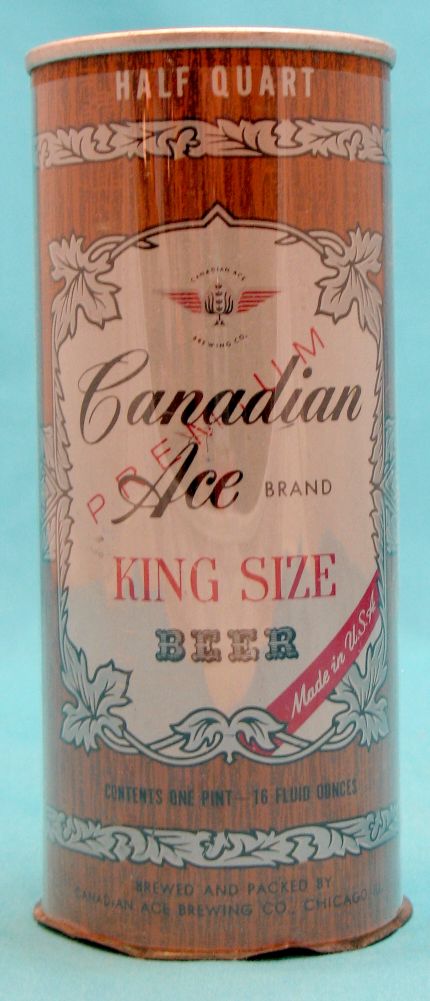 HALF QUART
CANADIAN ACE
BREWING CO.
Canadian
PREMIUM
Ace BRAND
KING SIZE
BEER
Made in U.S.A.
CONTENTS ONE PINT — 16 FLUID OUNCES
BREWED AND PACKED BY
CANADIAN ACE BREWING CO., CHICAGO, ILL.